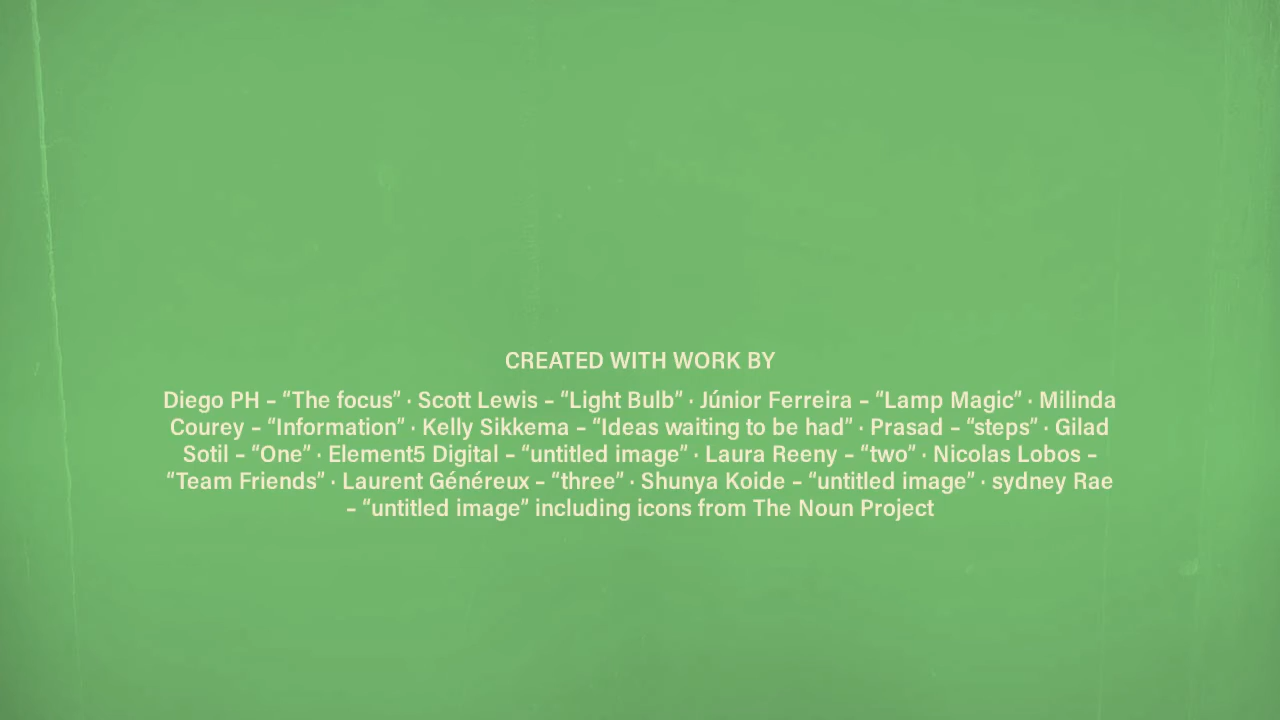 CREATED WITH WORK BY
Diego PH – “The focus” · Scott Lewis – “Light Bulb” · Júnior Ferreira – “Lamp Magic” · Milinda
Courey – “Information” · Kelly Sikkema – “Ideas waiting to be had” · Prasad – “steps” · Gilad
Sotil – “One” · Element5 Digital – “untitled image” · Laura Reeny – “two” · Nicolas Lobos –
“Team Friends” · Laurent Généreux – “three” · Shunya Koide – “untitled image” · sydney Rae
– “untitled image” including icons from The Noun Project